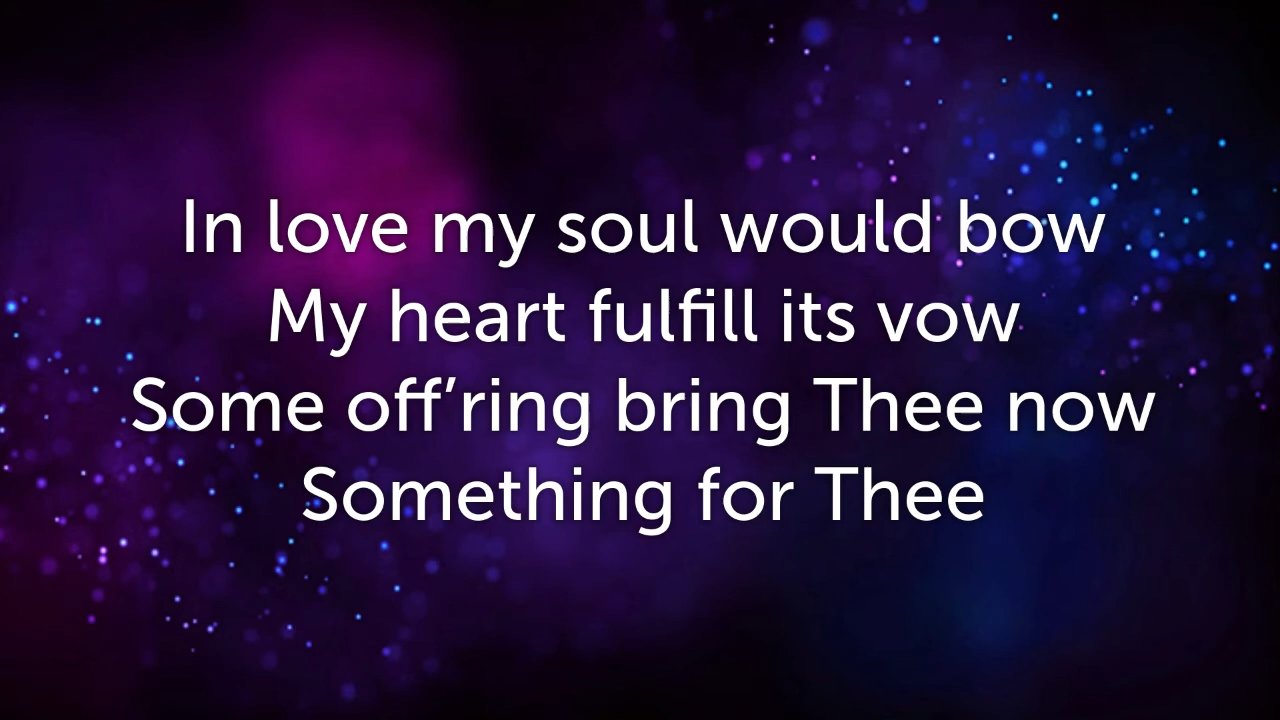 In love my soul would bow
My heart fulfill its vow
Some off’ring bring Thee now
Something for Thee